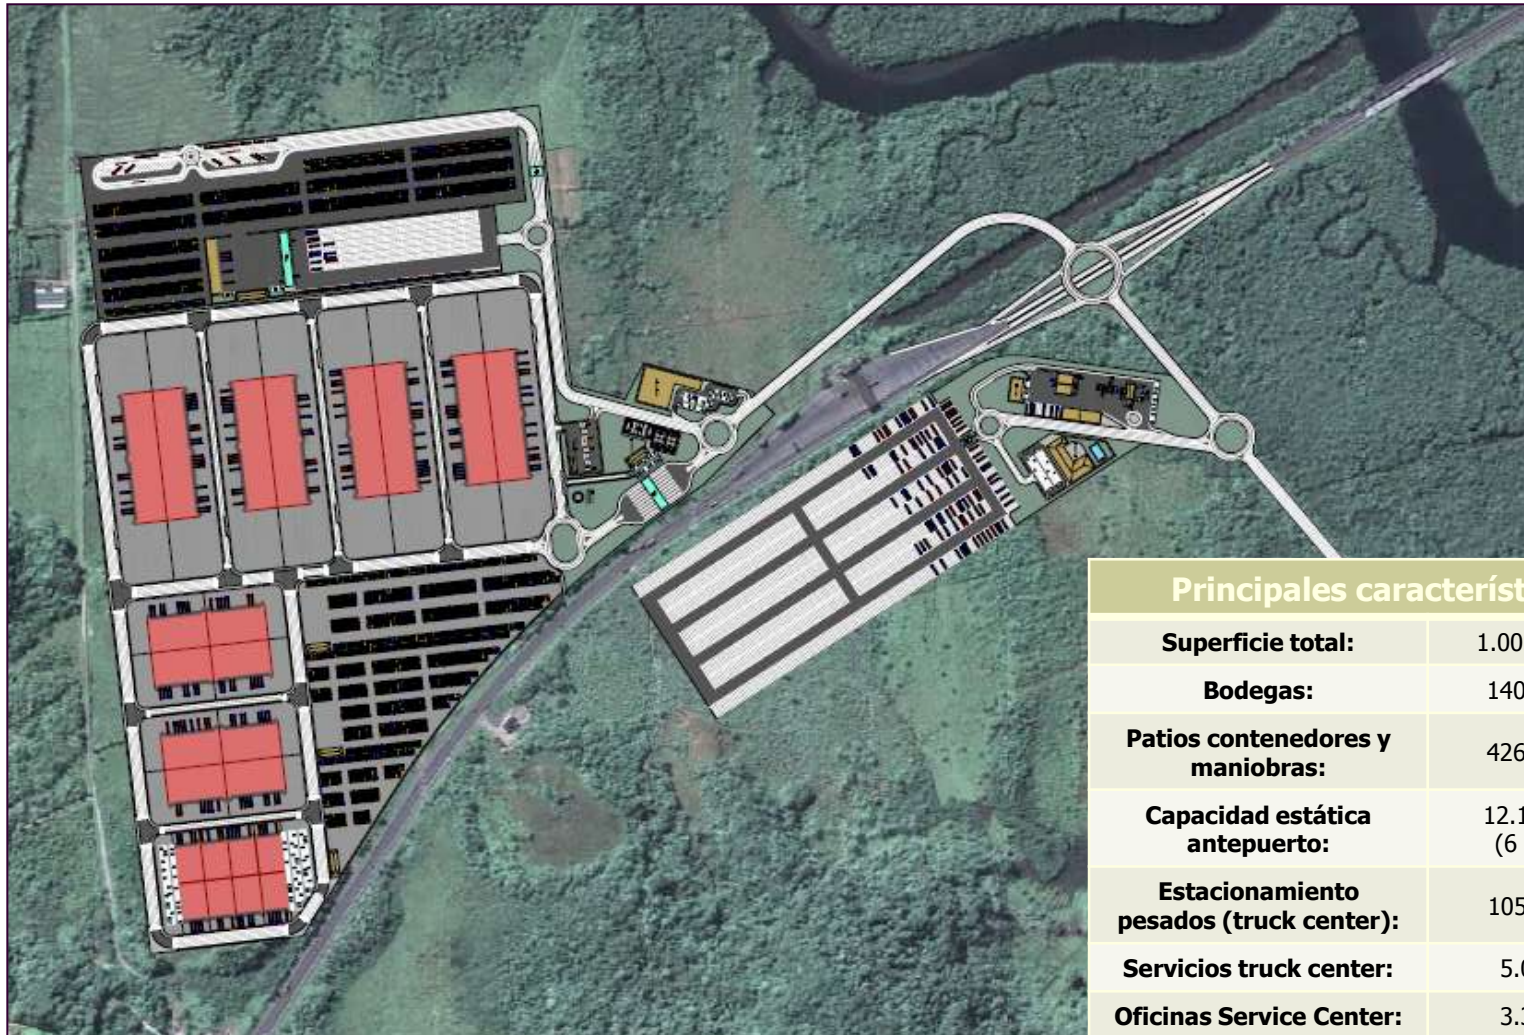 Principales caracterist
Superficie total: 1.00
Bodegas: 140
Patios contenedores y
maniobras: 426
Capacidad estática
antepuerto: 12.1
(6
Estacionamiento
pesados (truck center): 105
Servicios truck center: 5.
Oficinas Service Center: 3.